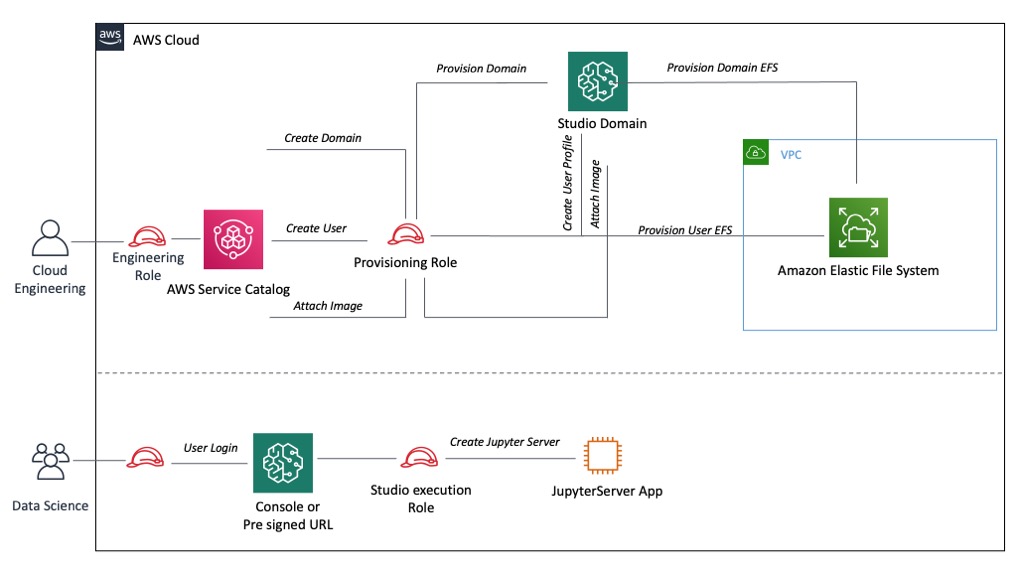 aws
AWS Cloud
Provision Domain
Provision Domain EFS
Studio Domain
Create Domain
Create User Profile
Attach Image
VPC
Create User
Provision User EFS
Cloud
Engineering
Engineering
Role
AWS Service Catalog
Provisioning Role
Amazon Elastic File System
Attach Image
User Login
Create Jupyter Server
Data Science
Console or
Pre signed URL
Studio execution
Role
JupyterServer App